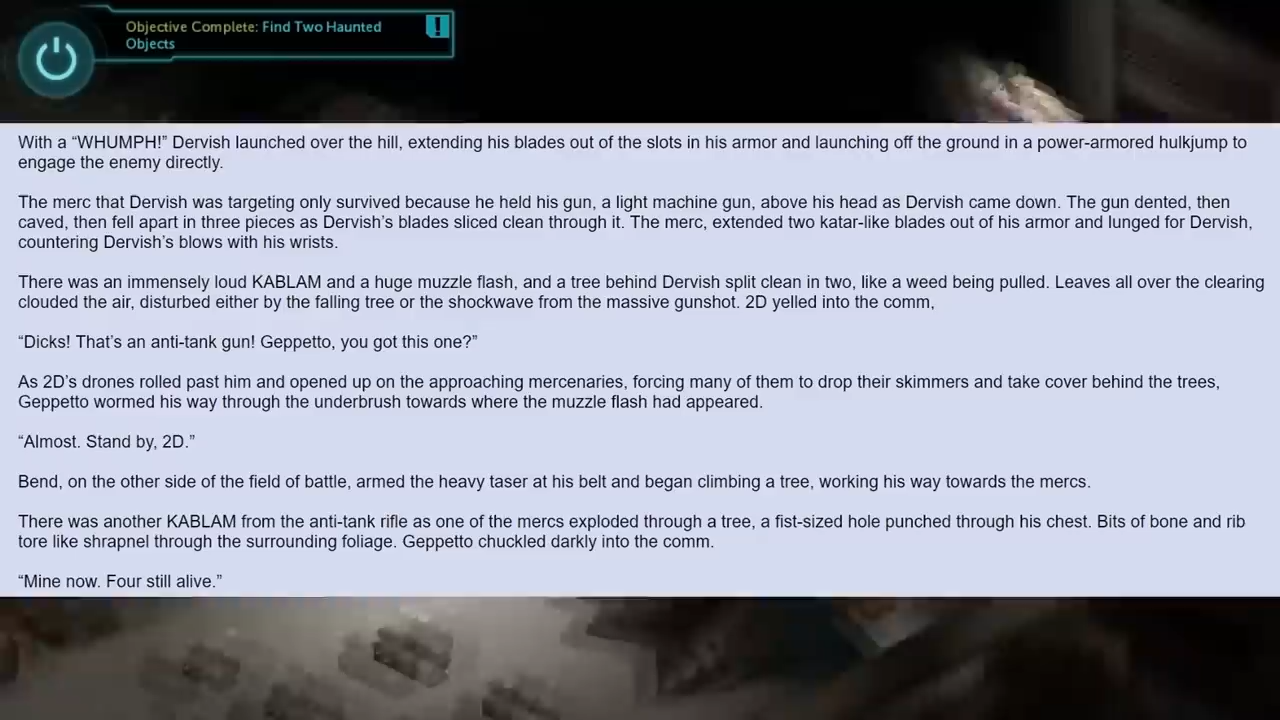 Objective Complete: Find Two Haunted
Objects
With a “WHUMPH!” Dervish launched over the hill, extending his blades out of the slots in his armor and launching off the ground in a power-armored hulkjump to
engage the enemy directly.
The merc that Dervish was targeting only survived because he held his gun, a light machine gun, above his head as Dervish came down. The gun dented, then
caved, then fell apart in three pieces as Dervish’s blades sliced clean through it. The merc, extended two katar-like blades out of his armor and lunged for Dervish,
countering Dervish’s blows with his wrists.
There was an immensely loud KABLAM and a huge muzzle flash, and a tree behind Dervish split clean in two, like a weed being pulled. Leaves all over the clearing
clouded the air, disturbed either by the falling tree or the shockwave from the massive gunshot. 2D yelled into the comm,
“Dicks! That’s an anti-tank gun! Geppetto, you got this one?”
As 2D’s drones rolled past him and opened up on the approaching mercenaries, forcing many of them to drop their skimmers and take cover behind the trees,
Geppetto wormed his way through the underbrush towards where the muzzle flash had appeared.
“Almost. Stand by, 2D.”
Bend, on the other side of the field of battle, armed the heavy taser at his belt and began climbing a tree, working his way towards the mercs.
There was another KABLAM from the anti-tank rifle as one of the mercs exploded through a tree, a fist-sized hole punched through his chest. Bits of bone and rib
tore like shrapnel through the surrounding foliage. Geppetto chuckled darkly into the comm.
“Mine now. Four still alive.”